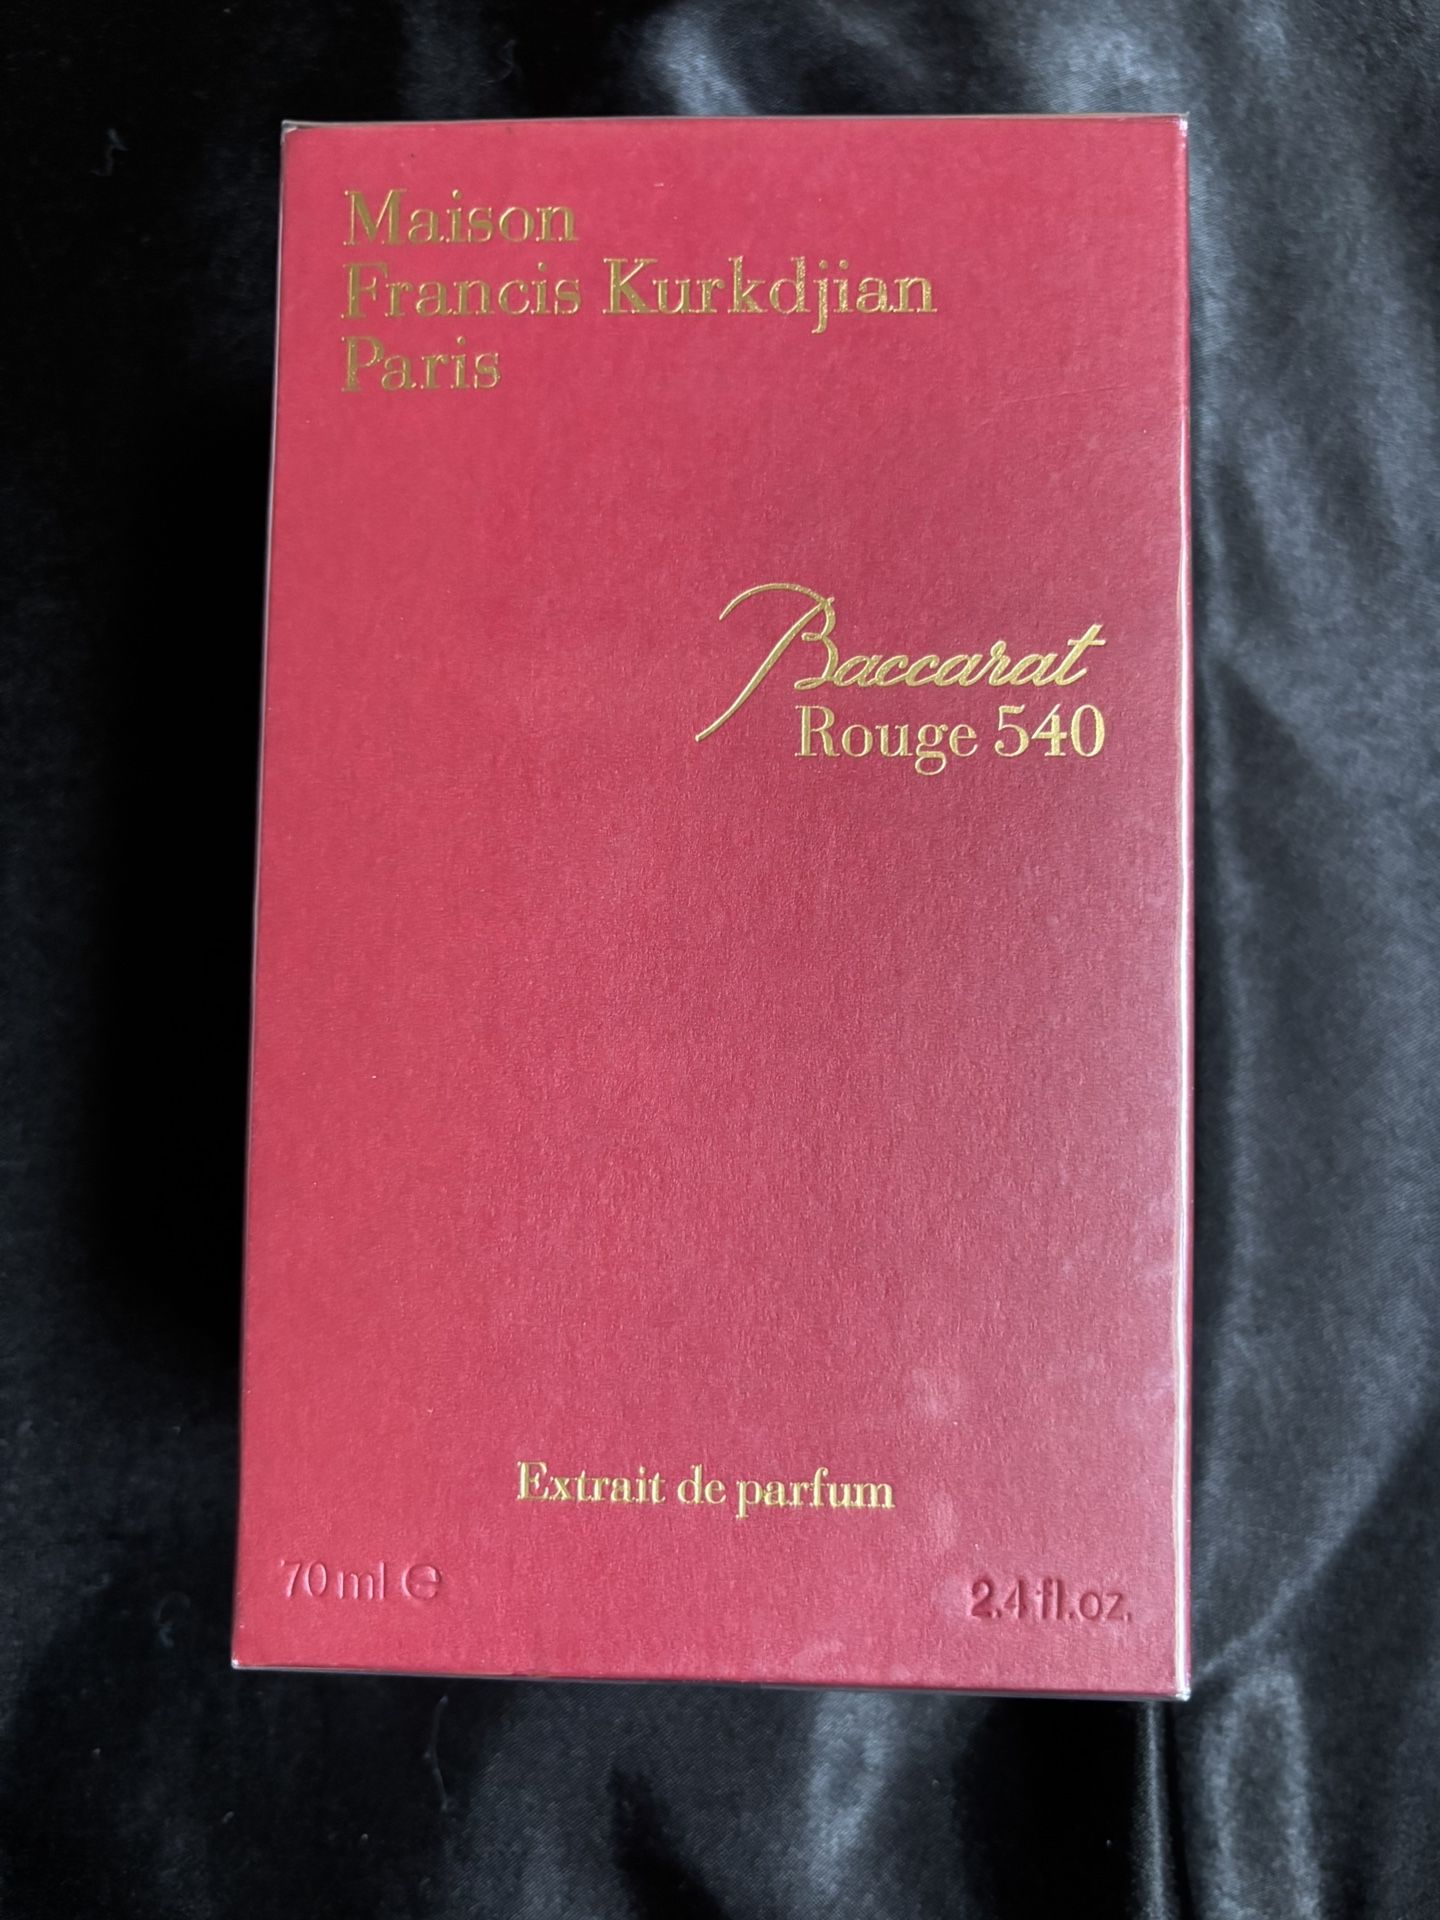 Maison
Francis Kurkdjian
Paris
Baccarat
Rouge 540
Extrait de parfum
70 ml ℮
2.4 fl.oz.